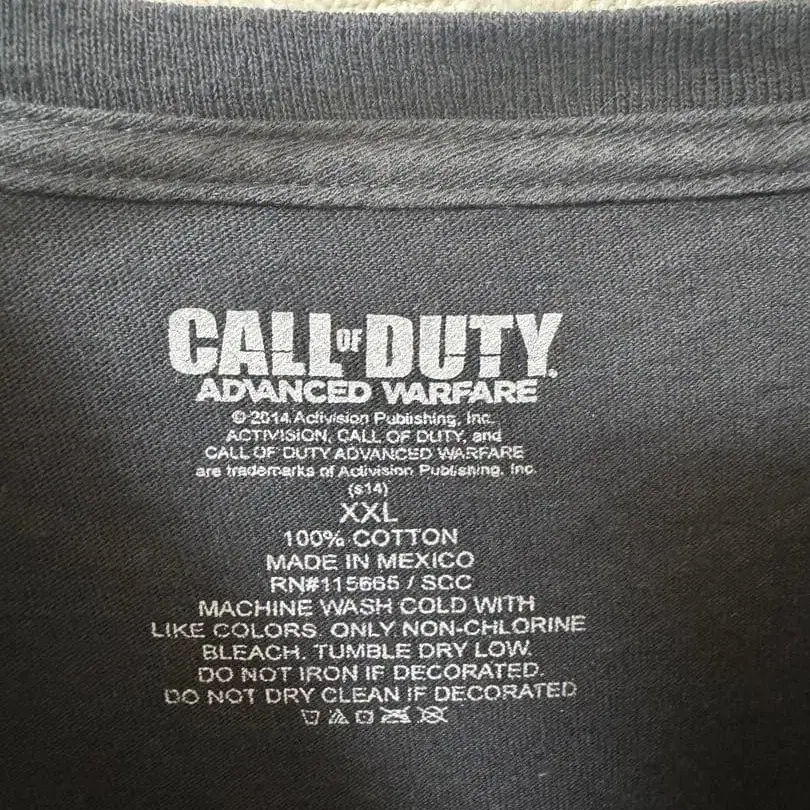 CALL OF DUTY.
ADVANCED WARFARE
© 2014 Activision Publishing, Inc.
ACTIVISION, CALL OF DUTY, and
CALL OF DUTY ADVANCED WARFARE
are trademarks of Activision Publishing, Inc.
(s14)
XXL
100% COTTON
MADE IN MEXICO
RN#115665 / SCC
MACHINE WASH COLD WITH
LIKE COLORS. ONLY NON-CHLORINE
BLEACH. TUMBLE DRY LOW.
DO NOT IRON IF DECORATED.
DO NOT DRY CLEAN IF DECORATED